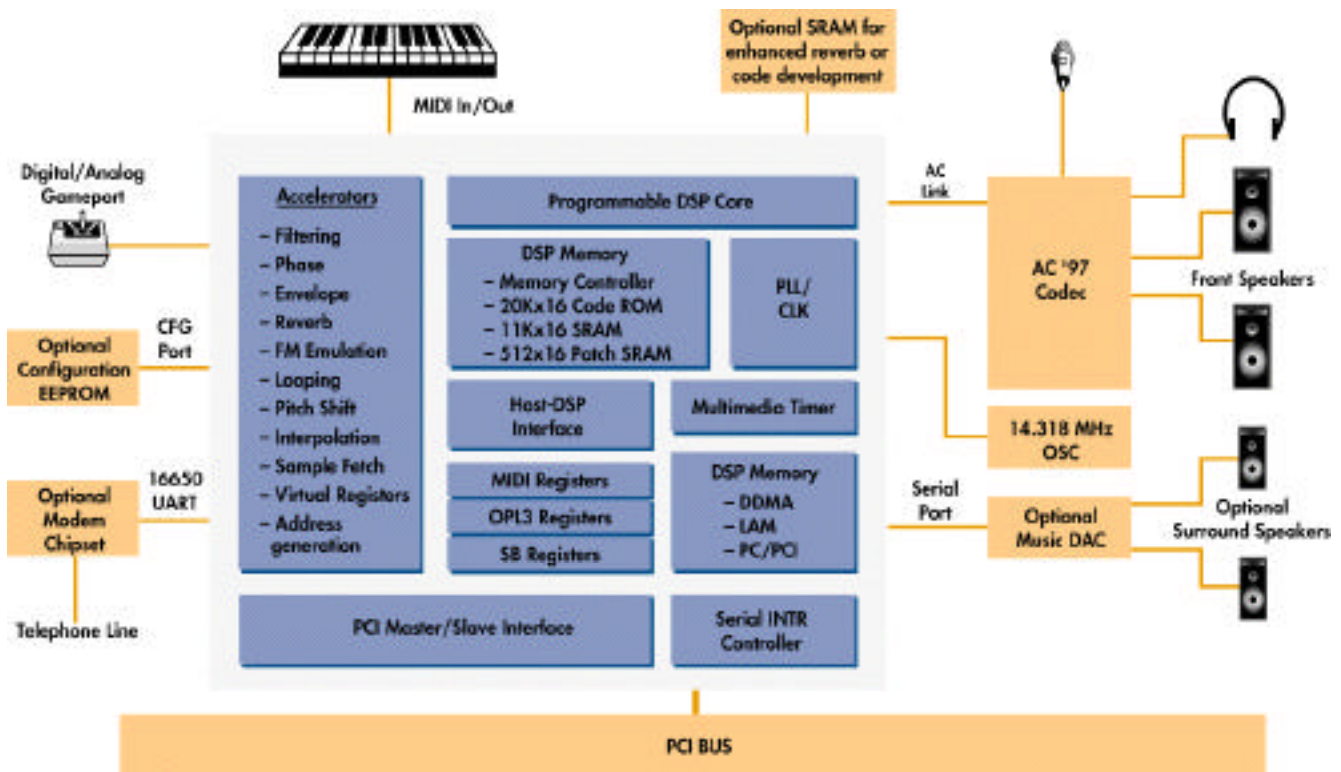 Optional SRAM for
enhanced reverb or
code development
MIDI In/Out
Digital/Analog
Gameport
CFG
Port
Optional
Configuration
EEPROM
16650
UART
Optional
Modem
Chipset
Telephone Line
Accelerators
– Filtering
– Phase
– Envelope
– Reverb
– FM Emulation
– Looping
– Pitch Shift
– Interpolation
– Sample Fetch
– Virtual Registers
– Address
generation
Programmable DSP Core
DSP Memory
– Memory Controller
– 20Kx16 Code ROM
– 11Kx16 SRAM
– 512x16 Patch SRAM
PLL/
CLK
Host-DSP
Interface
Multimedia Timer
MIDI Registers
OPL3 Registers
SB Registers
DSP Memory
– DDMA
– LAM
– PC/PCI
PCI Master/Slave Interface
Serial INTR
Controller
AC
Link
AC '97
Codec
Front Speakers
14.318 MHz
OSC
Serial
Port
Optional
Music DAC
Optional
Surround Speakers
PCI BUS